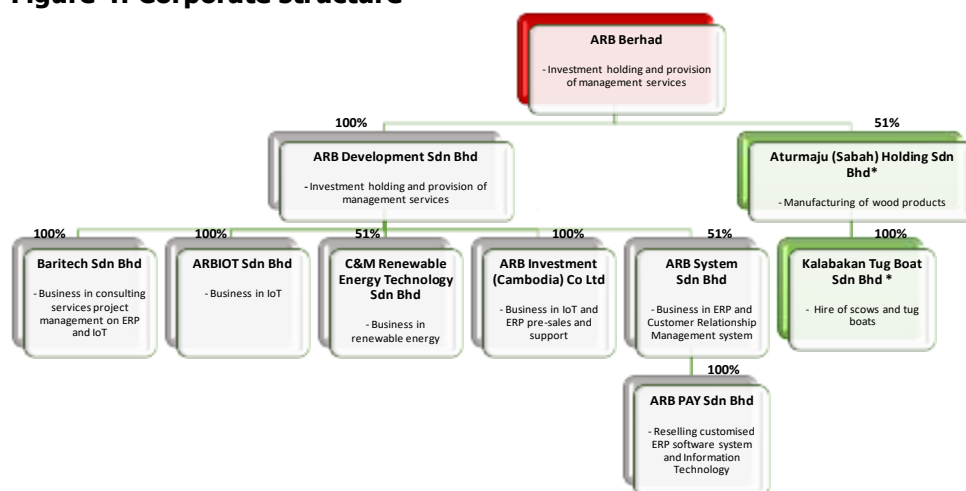 Figure 4: Corporate Structure
ARB Berhad
- Investment holding and provision
of management services
100%
51%
ARB Development Sdn Bhd
- Investment holding and provision of
management services
Aturmaju (Sabah) Holding Sdn
Bhd*
- Manufacturing of wood products
100%
100%
51%
100%
51%
100%
Baritech Sdn Bhd
- Business in consulting
services project
management on ERP
and IoT
ARBIOT Sdn Bhd
- Business in IoT
C&M Renewable
Energy Technology
Sdn Bhd
- Business in
renewable energy
ARB Investment
(Cambodia) Co Ltd
- Business in IoT and
ERP pre-sales and
support
ARB System
Sdn Bhd
- Business in ERP and
Customer Relationship
Management system
Kalabakan Tug Boat
Sdn Bhd *
- Hire of scows and tug
boats
100%
ARB PAY Sdn Bhd
- Reselling customised
ERP software system
and Information
Technology